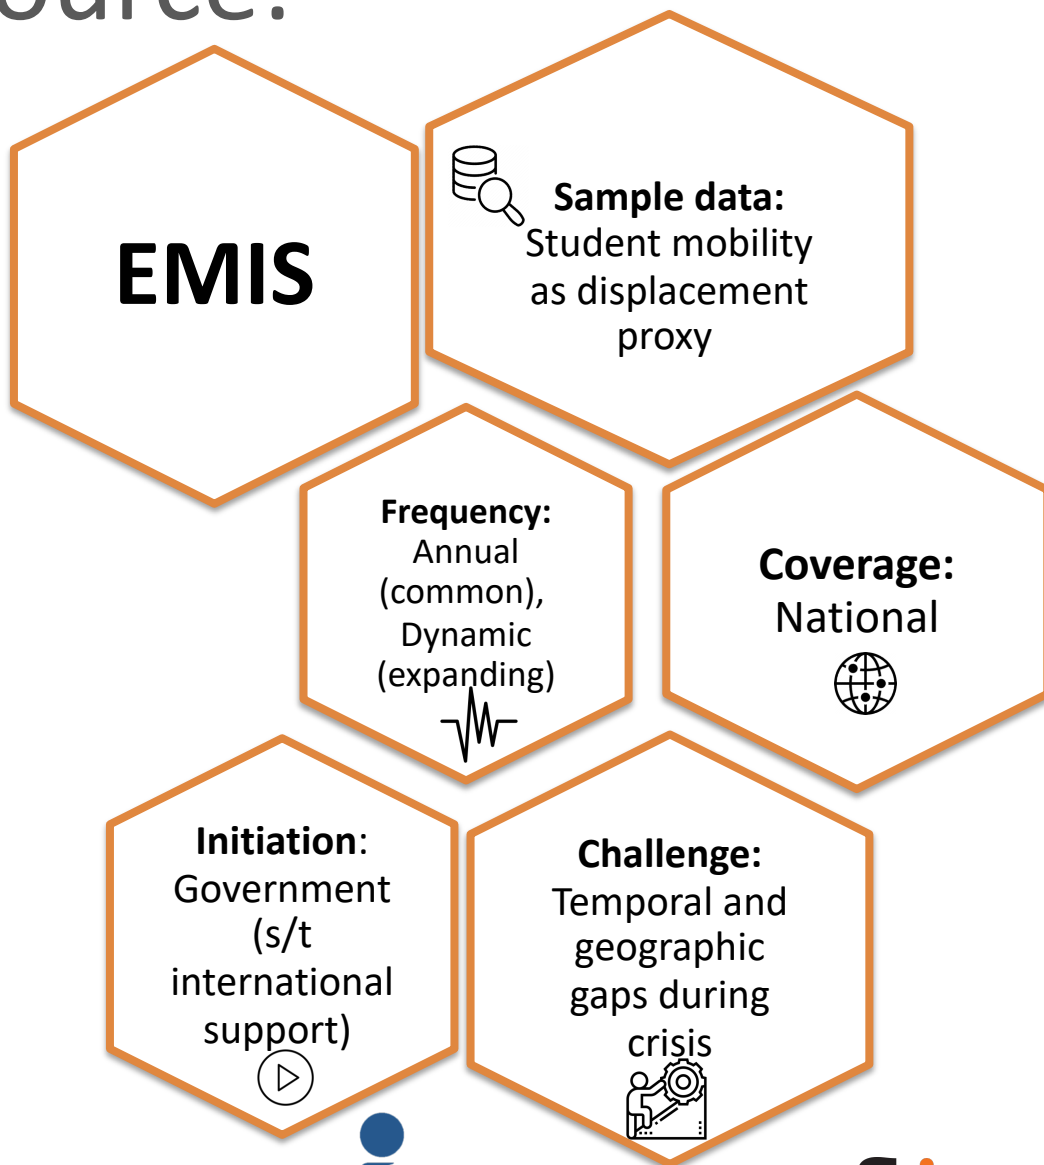 ource?
EMIS
Sample data:
Student mobility
as displacement
proxy
Frequency:
Annual
(common),
Dynamic
(expanding)
Coverage:
National
Initiation:
Government
(s/t
international
support)
Challenge:
Temporal and
geographic
gaps during
crisis